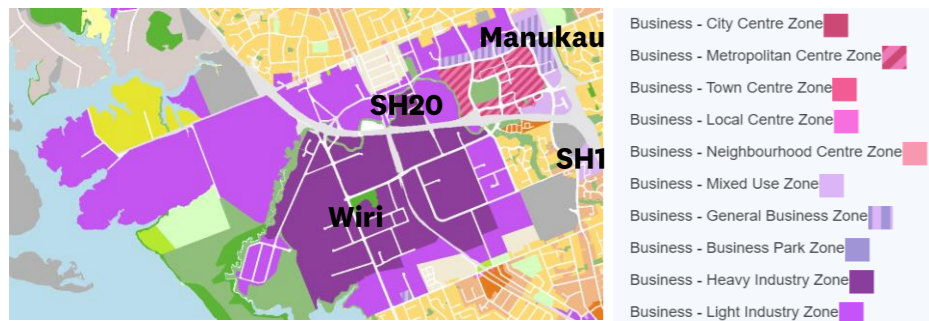 Manukau
SH20
SH1
Wiri
Business - City Centre Zone
Business - Metropolitan Centre Zone
Business - Town Centre Zone
Business - Local Centre Zone
Business - Neighbourhood Centre Zone
Business - Mixed Use Zone
Business - General Business Zone
Business - Business Park Zone
Business - Heavy Industry Zone
Business - Light Industry Zone